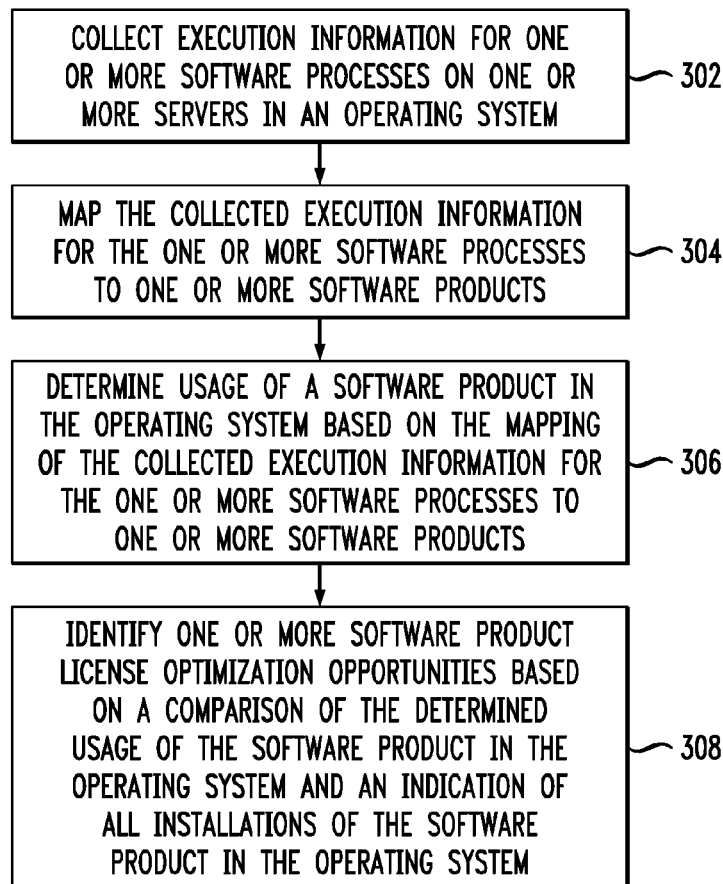 COLLECT EXECUTION INFORMATION FOR ONE
OR MORE SOFTWARE PROCESSES ON ONE OR
MORE SERVERS IN AN OPERATING SYSTEM
302
MAP THE COLLECTED EXECUTION INFORMATION
FOR THE ONE OR MORE SOFTWARE PROCESSES
TO ONE OR MORE SOFTWARE PRODUCTS
304
DETERMINE USAGE OF A SOFTWARE PRODUCT IN
THE OPERATING SYSTEM BASED ON THE MAPPING
OF THE COLLECTED EXECUTION INFORMATION FOR
THE ONE OR MORE SOFTWARE PROCESSES TO
ONE OR MORE SOFTWARE PRODUCTS
306
IDENTIFY ONE OR MORE SOFTWARE PRODUCT
LICENSE OPTIMIZATION OPPORTUNITIES BASED
ON A COMPARISON OF THE DETERMINED
USAGE OF THE SOFTWARE PRODUCT IN THE
OPERATING SYSTEM AND AN INDICATION OF
ALL INSTALLATIONS OF THE SOFTWARE
PRODUCT IN THE OPERATING SYSTEM
308